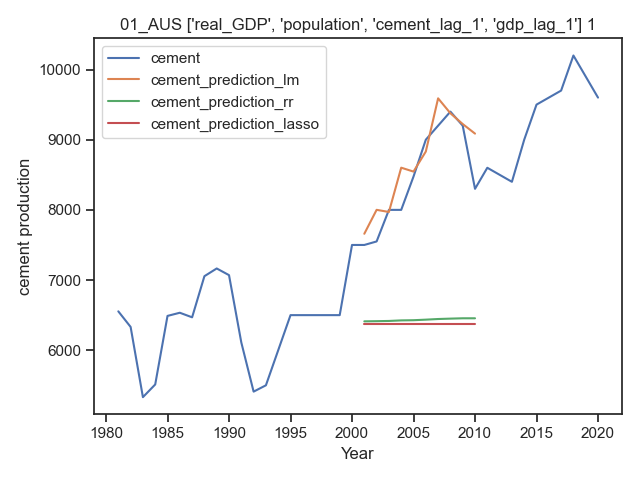 01_AUS ['real_GDP', 'population', 'cement_lag_1', 'gdp_lag_1'] 1
cement
cement_prediction_lm
cement_prediction_rr
cement_prediction_lasso
cement production
10000
9000
8000
7000
6000
1980 1985 1990 1995 2000 2005 2010 2015 2020
Year